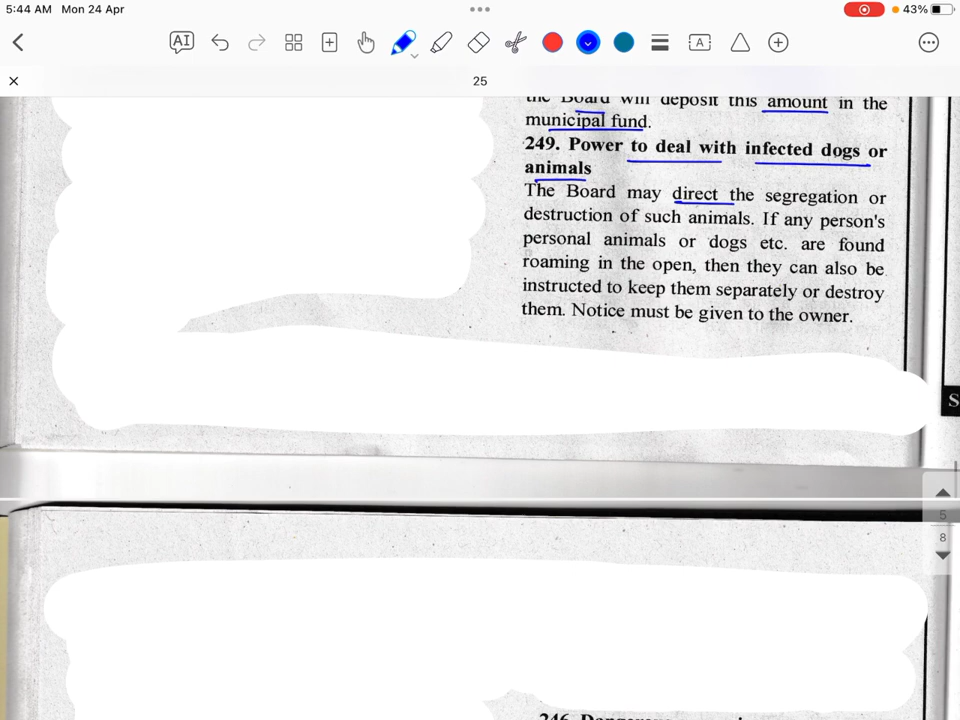 5:44 AM Mon 24 Apr
43%
AI
A
25
the Board will deposit this amount in the
municipal fund.
249. Power to deal with infected dogs or
animals
The Board may direct the segregation or
destruction of such animals. If any person's
personal animals or dogs etc. are found
roaming in the open, then they can also be
instructed to keep them separately or destroy
them. Notice must be given to the owner.
S
5
8